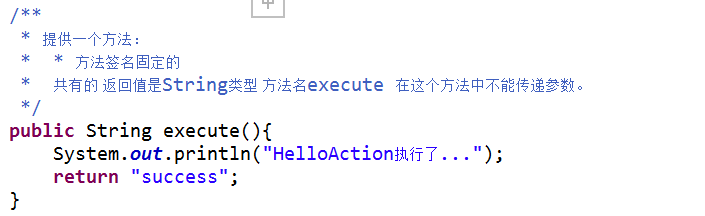 /**
 * 提供一个方法:
 *  * 方法签名固定的
 *  共有的 返回值是String类型 方法名execute  在这个方法中不能传递参数。
 */
public String execute(){
    System.out.println("HelloAction执行了...");
    return "success";
}